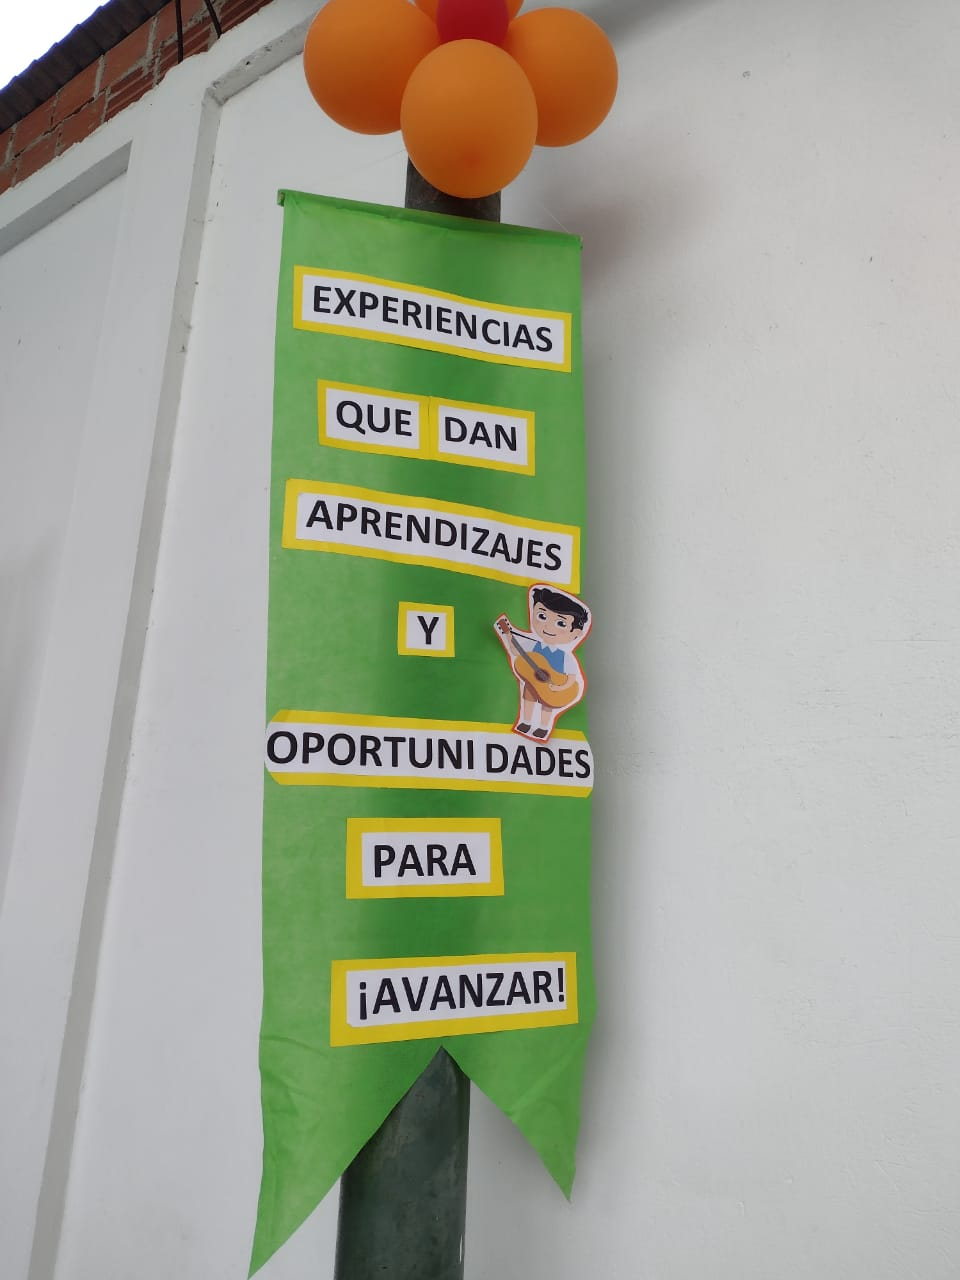 EXPERIENCIAS
QUE DAN
APRENDIZAJES
Y
OPORTUNI DADES
PARA
¡AVANZAR!